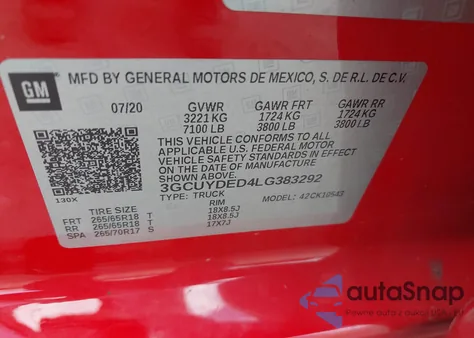 GM
MFD BY GENERAL MOTORS DE MEXICO, S. DE R.L. DE C.V.
07/20 GVWR GAWR FRT GAWR RR
3221 KG 1724 KG 1724 KG
7100 LB 3800 LB 3800 LB
THIS VEHICLE CONFORMS TO ALL
APPLICABLE U.S. FEDERAL MOTOR
VEHICLE SAFETY STANDARDS IN EFFECT
ON THE DATE OF MANUFACTURE
SHOWN ABOVE.
3GCUYDED4LG383292
130X
TYPE: TRUCK MODEL: 42CK10543
TIRE SIZE RIM
FRT 265/65R18 T 18X8.5J
RR 265/65R18 T 18X8.5J
SPA 265/70R17 S 17X7J
autoSnap